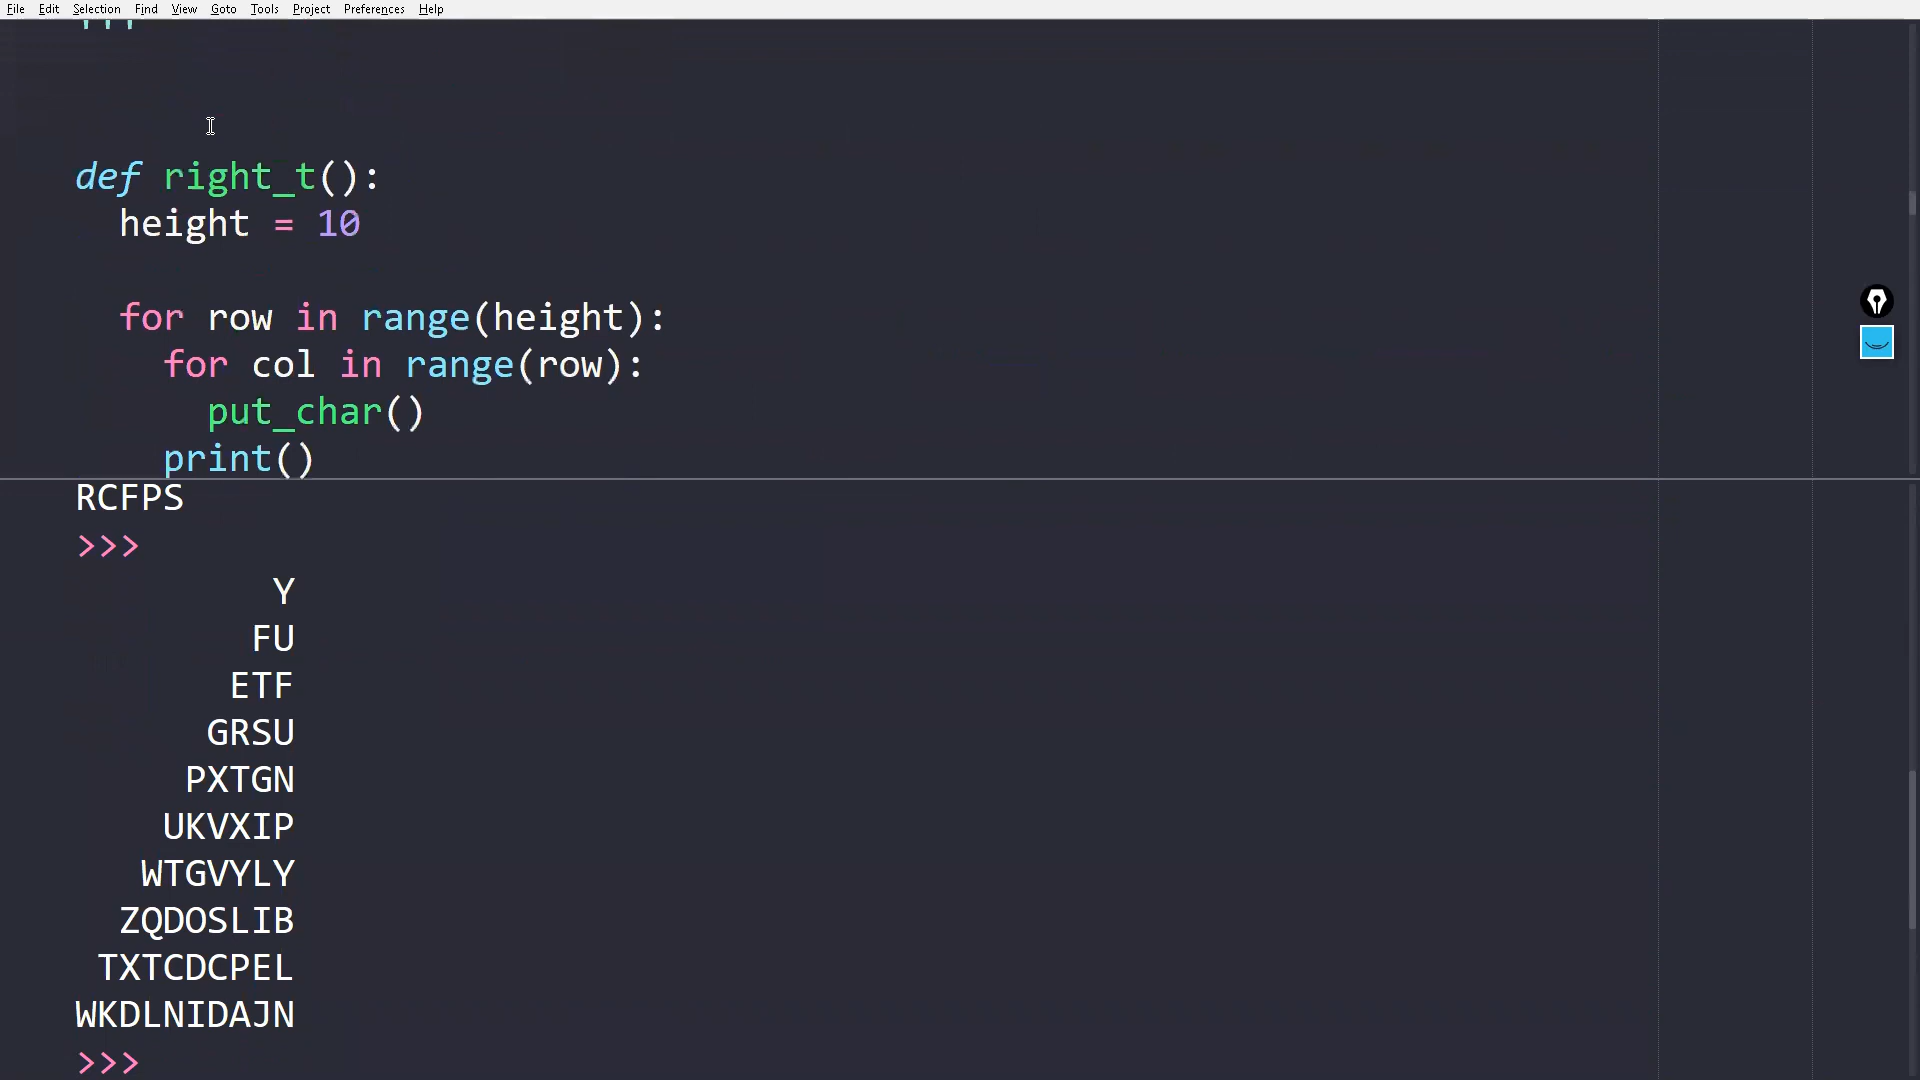 File Edit Selection Find View Goto Tools Project Preferences Help
'''
def right_t():
  height = 10
  for row in range(height):
    for col in range(row):
      put_char()
    print()
RCFPS
>>>
         Y
        FU
       ETF
      GRSU
     PXTGN
    UKVXIP
   WTGVYLY
  ZQDOSLIB
 TXTCDCPEL
WKDLNIDAJN
>>>